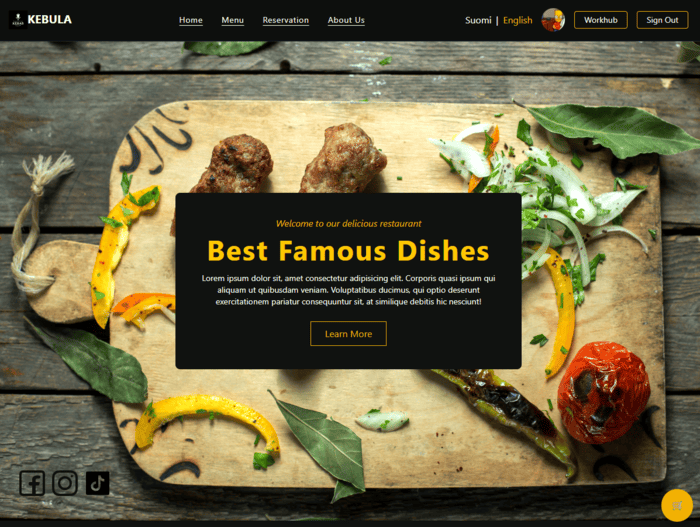 KEBULA
Home Menu Reservation About Us
Suomi | English
Workhub
Sign Out
Welcome to our delicious restaurant
Best Famous Dishes
Lorem ipsum dolor sit, amet consectetur adipisicing elit. Corporis quasi ipsum qui
aliquam ut quibusdam veniam. Voluptatibus ducimus, qui optio deserunt
exercitationem pariatur consequuntur sit, at similique debitis hic nesciunt!
Learn More